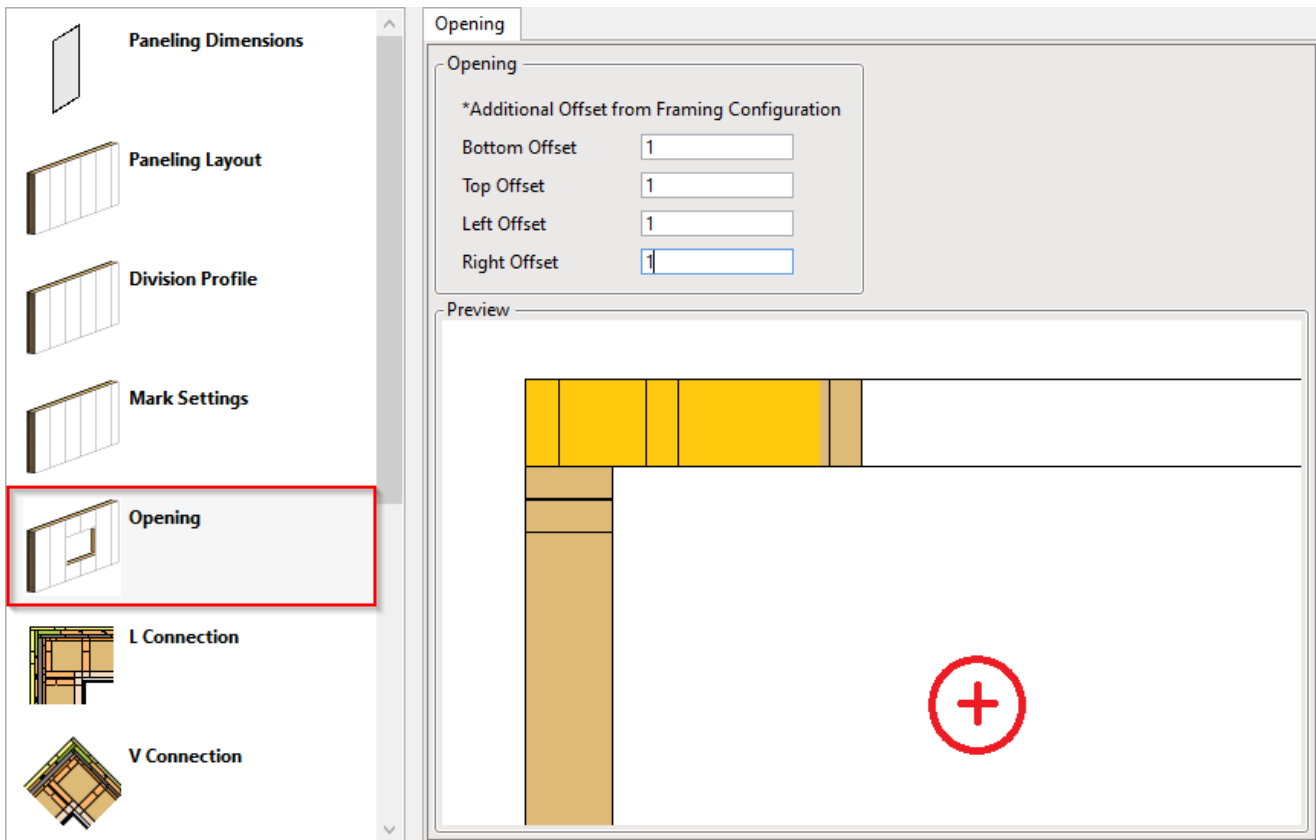 Paneling Dimensions
Paneling Layout
Division Profile
Mark Settings
Opening
L Connection
V Connection
Opening
Opening
*Additional Offset from Framing Configuration
Bottom Offset 1
Top Offset 1
Left Offset 1
Right Offset 1
Preview